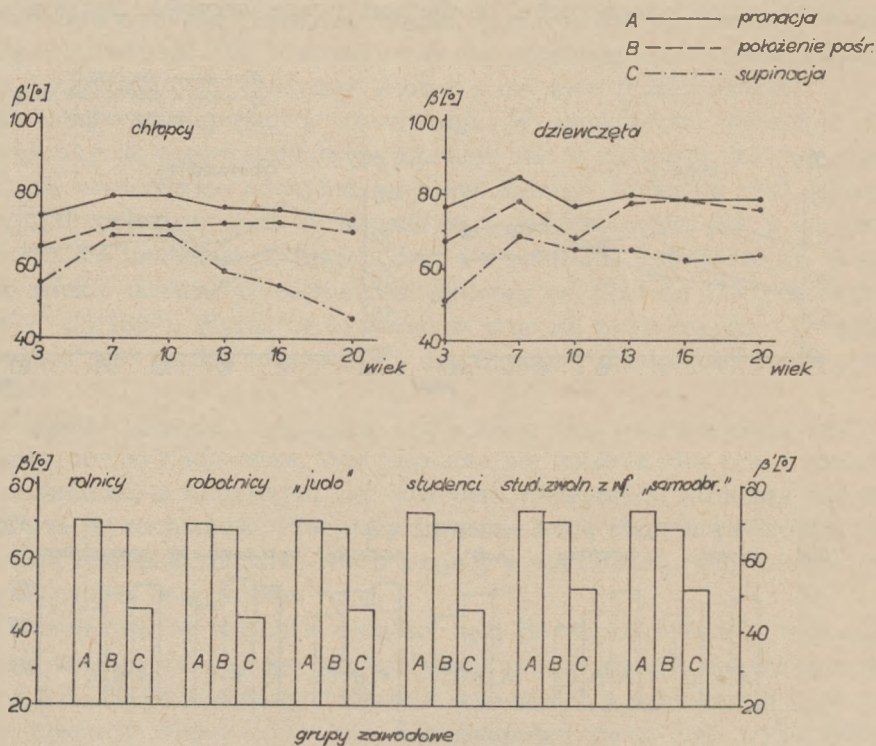 A pronacja
B położenie pośr.
C supinacja
β'[°] chłopcy
100
80
60
40
3 7 10 13 16 20
wiek
β'[°] dziewczęta
100
80
60
40
3 7 10 13 16 20
wiek
β'[°] rolnicy robotnicy „judo" studenci stud. zwoln. z wf. „samoobr." β'[°]
80 80
60 60
40 40
A B C A B C A B C A B C A B C A B C
20 20
grupy zawodowe